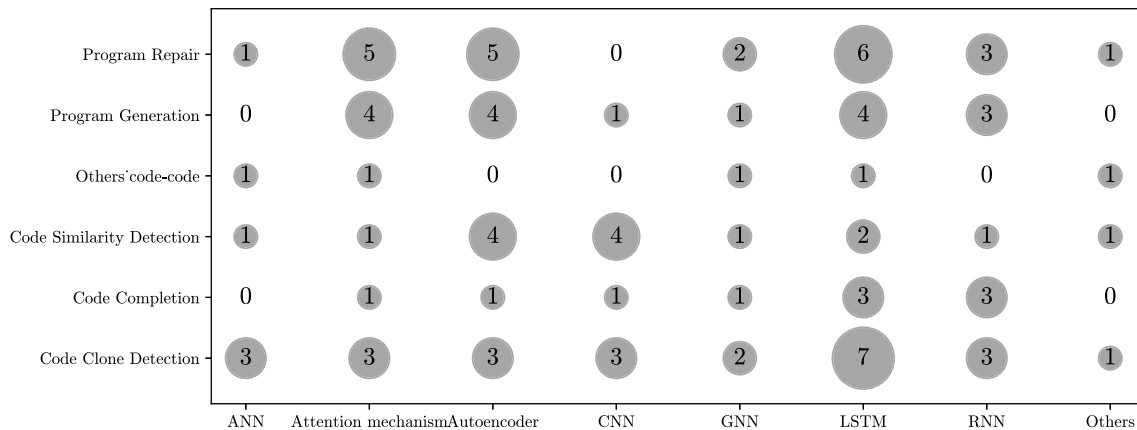 Program Repair 1 5 5 0 2 6 3 1
Program Generation 0 4 4 1 1 4 3 0
Others˙code-code 1 1 0 0 1 1 0 1
Code Similarity Detection 1 1 4 4 1 2 1 1
Code Completion 0 1 1 1 1 3 3 0
Code Clone Detection 3 3 3 3 2 7 3 1
ANN Attention mechanism Autoencoder CNN GNN LSTM RNN Others